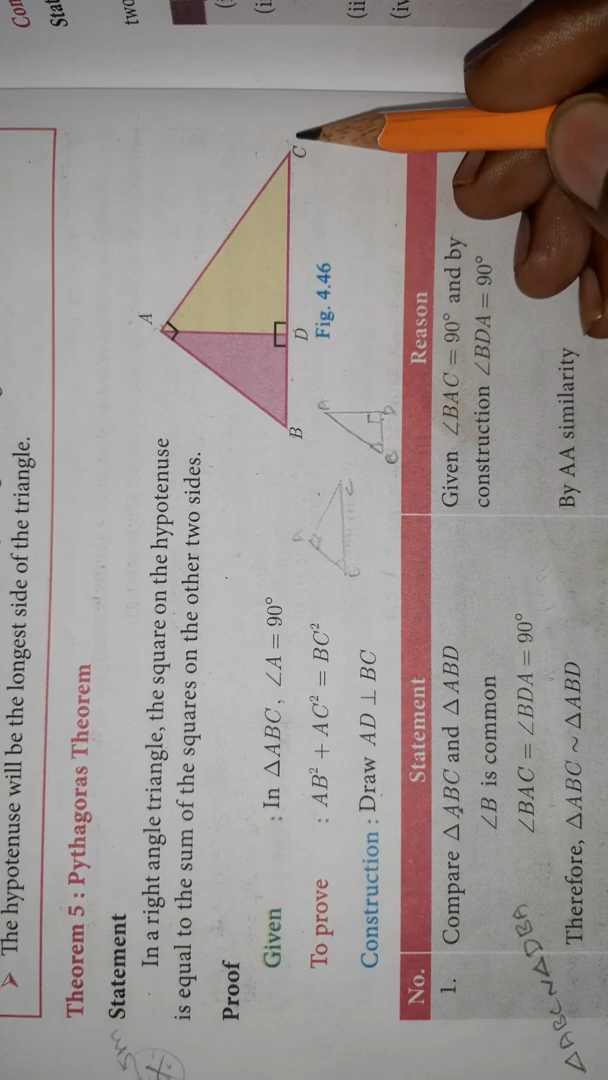 ➤ The hypotenuse will be the longest side of the triangle.
Theorem 5 : Pythagoras Theorem
5m
Statement
In a right angle triangle, the square on the hypotenuse
is equal to the sum of the squares on the other two sides.
Proof
Given : In ΔABC, ∠A = 90°
To prove : AB² + AC² = BC²
Construction : Draw AD ⊥ BC
A
B
D
C
Fig. 4.46
A
C
A
B
D
No. Statement Reason
1. Compare ΔABC and ΔABD Given ∠BAC = 90° and by
∠B is common construction ∠BDA = 90°
∠BAC = ∠BDA = 90°
Therefore, ΔABC ~ ΔABD By AA similarity
ΔABC~ΔDBA
two
(ii
(iv